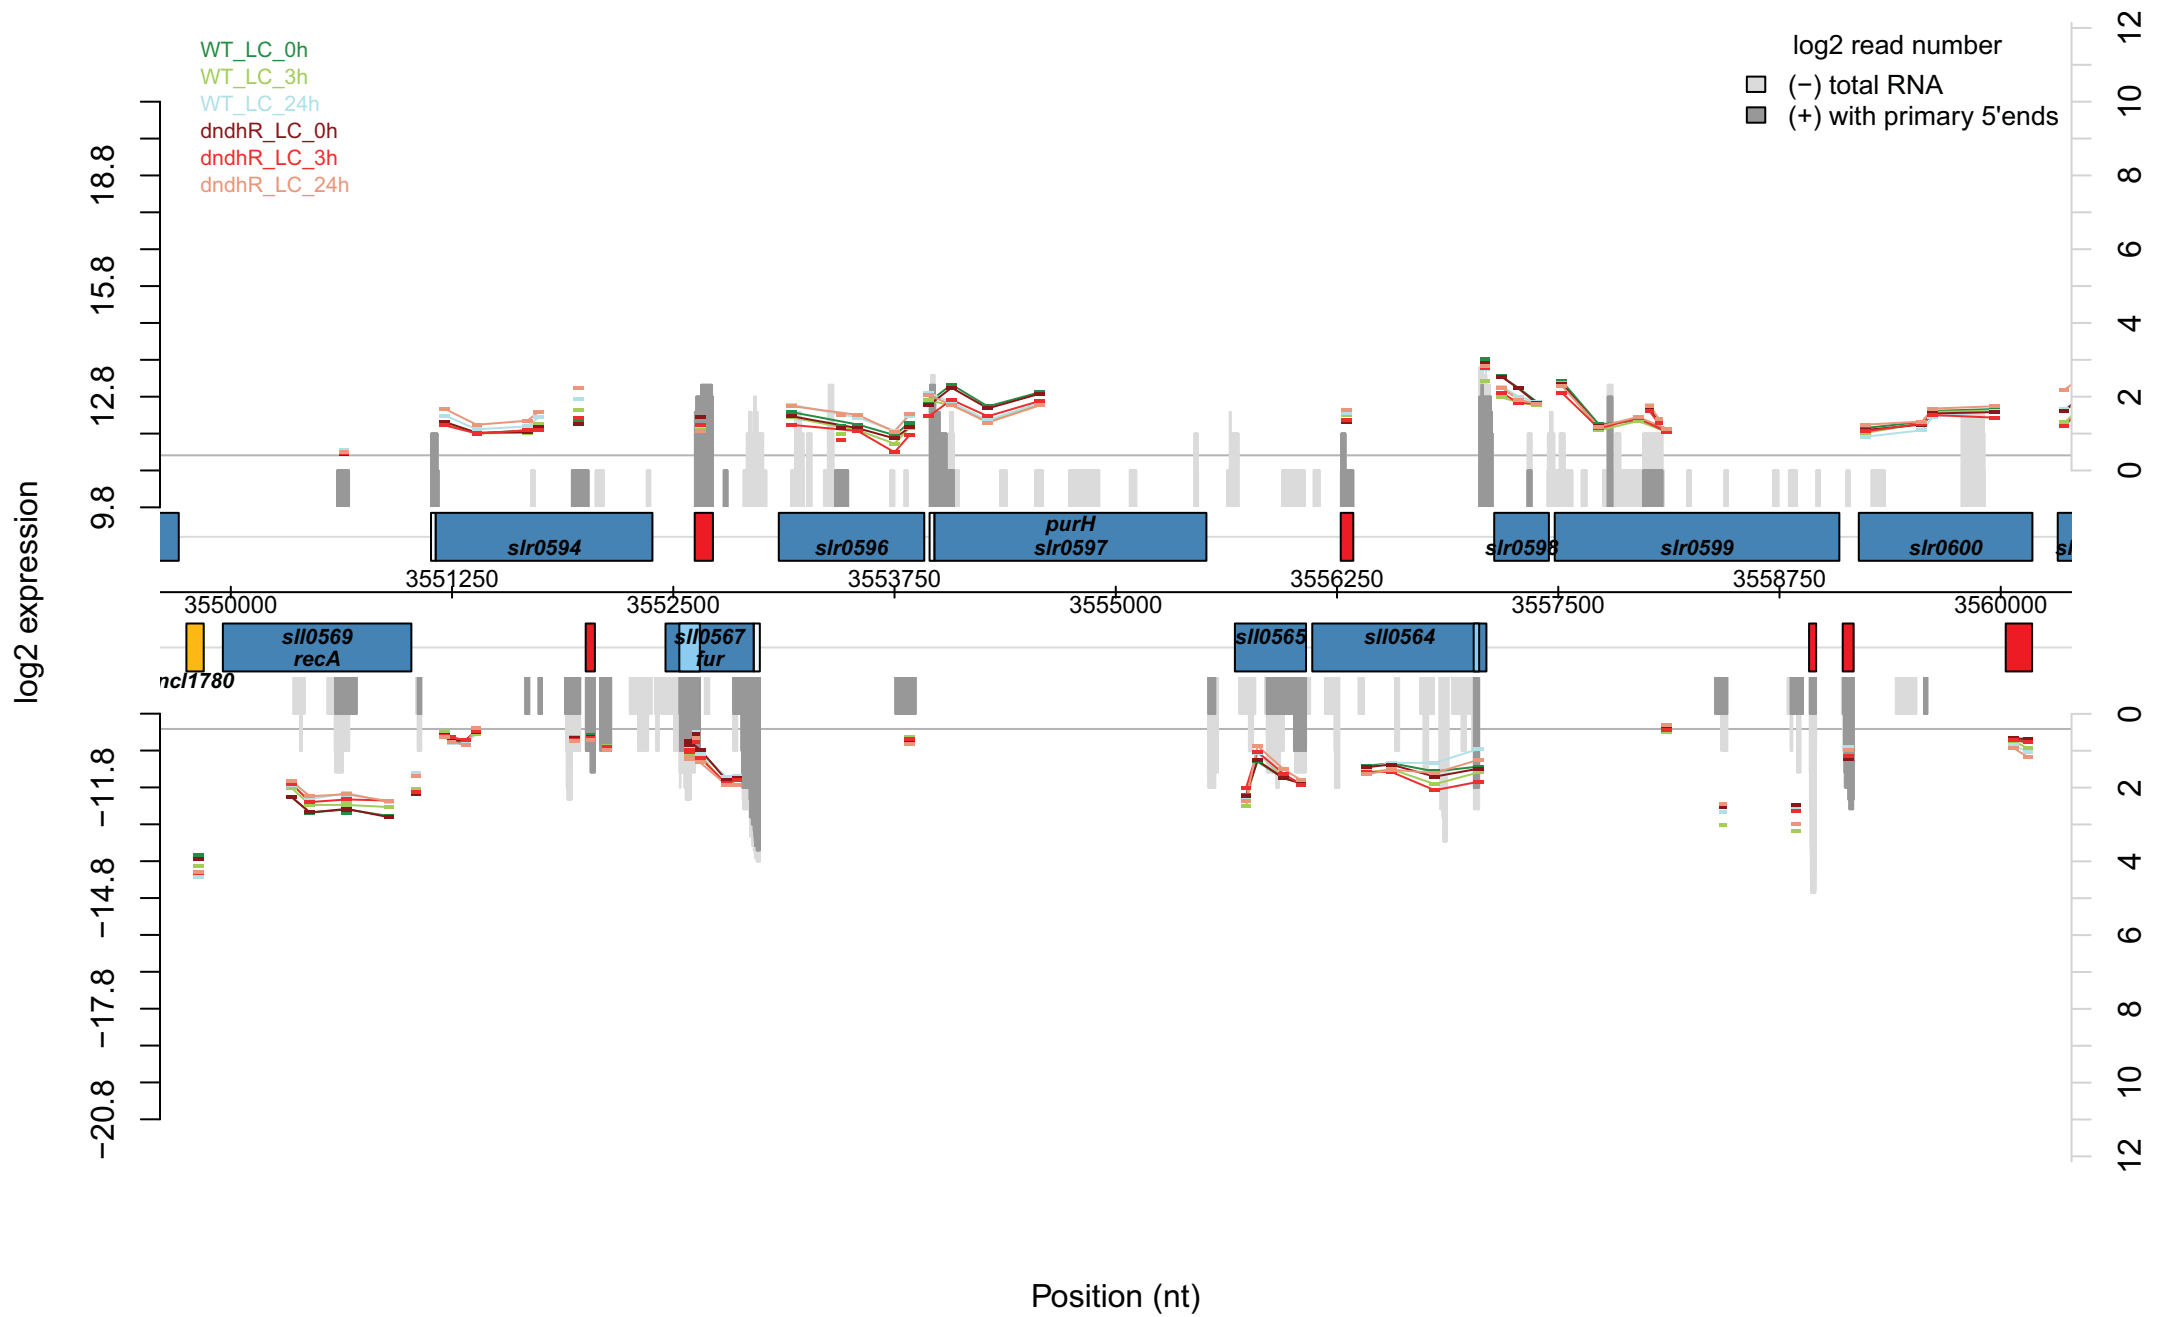 WT_LC_0h
WT_LC_3h
WT_LC_24h
dndhR_LC_0h
dndhR_LC_3h
dndhR_LC_24h
log2 read number
(−) total RNA
(+) with primary 5'ends
log2 expression
18.8
15.8
12.8
9.8
12
10
8
6
4
2
0
purH
slr0594
slr0596
slr0597
slr0598
slr0599
slr0600
sl
3551250
3553750
3556250
3558750
3550000
3552500
3555000
3557500
3560000
sll0569
recA
sll0567
fur
sll0565
sll0564
ncl1780
−11.8
−14.8
−17.8
−20.8
0
2
4
6
8
10
12
Position (nt)